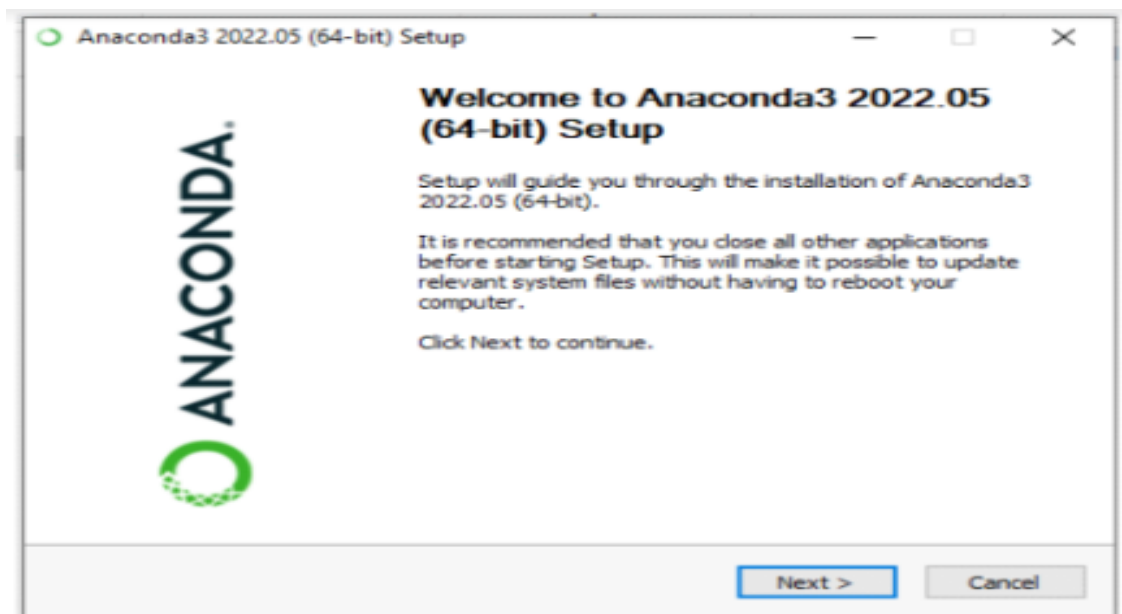 Anaconda3 2022.05 (64-bit) Setup
Welcome to Anaconda3 2022.05
(64-bit) Setup
Setup will guide you through the installation of Anaconda3
2022.05 (64-bit).
It is recommended that you close all other applications
before starting Setup. This will make it possible to update
relevant system files without having to reboot your
computer.
Click Next to continue.
ANACONDA.
Next >
Cancel